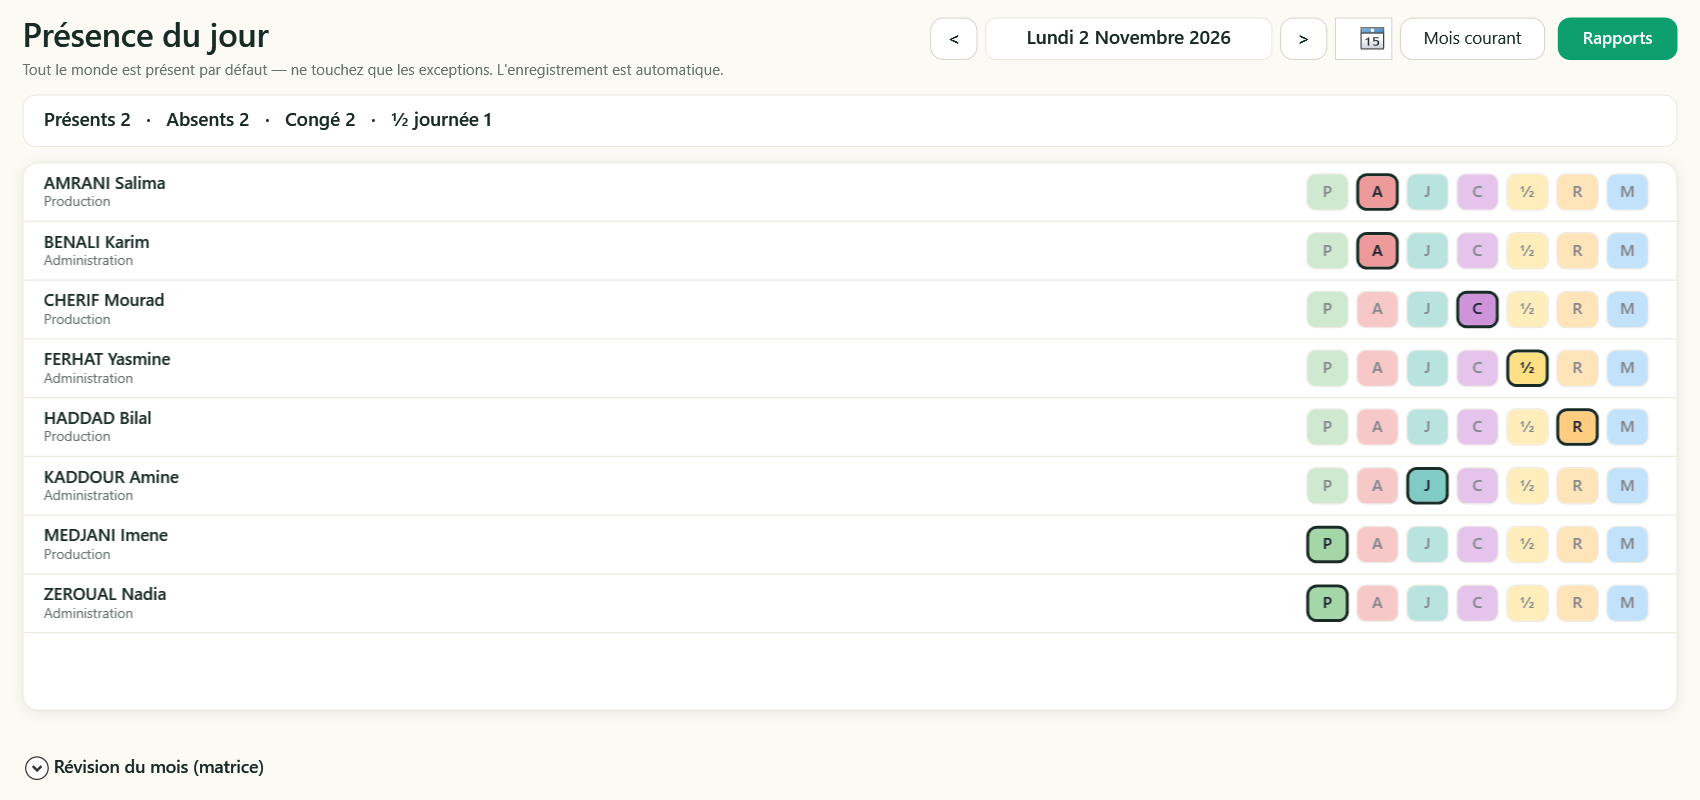 Présence du jour
Tout le monde est présent par défaut — ne touchez que les exceptions. L'enregistrement est automatique.
< Lundi 2 Novembre 2026 > 15 Mois courant Rapports
Présents 2 · Absents 2 · Congé 2 · ½ journée 1
AMRANI Salima
Production
P A J C ½ R M
BENALI Karim
Administration
P A J C ½ R M
CHERIF Mourad
Production
P A J C ½ R M
FERHAT Yasmine
Administration
P A J C ½ R M
HADDAD Bilal
Production
P A J C ½ R M
KADDOUR Amine
Administration
P A J C ½ R M
MEDJANI Imene
Production
P A J C ½ R M
ZEROUAL Nadia
Administration
P A J C ½ R M
Révision du mois (matrice)